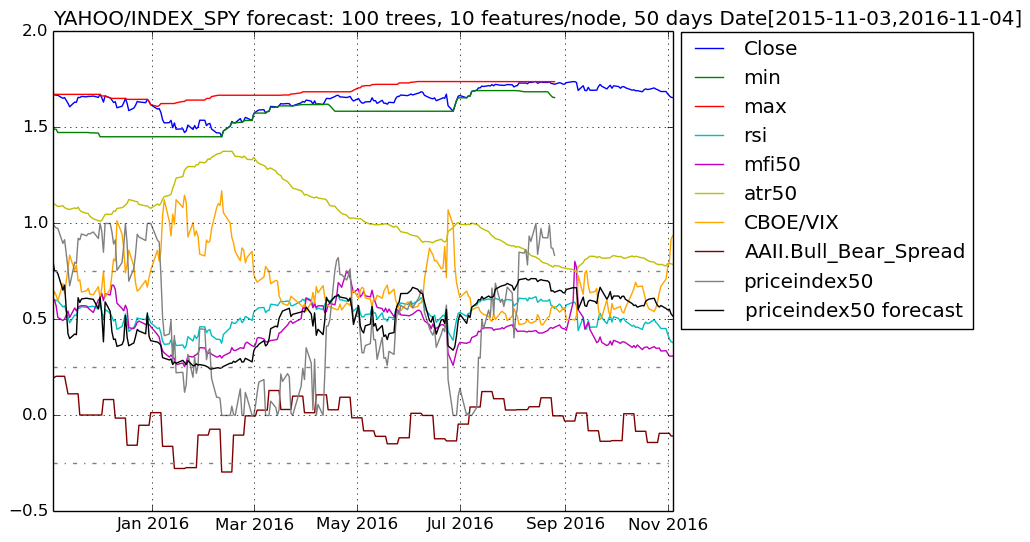 YAHOO/INDEX_SPY forecast: 100 trees, 10 features/node, 50 days Date[2015-11-03,2016-11-04]
2.0
1.5
1.0
0.5
0.0
−0.5
Jan 2016
Mar 2016
May 2016
Jul 2016
Sep 2016
Nov 2016
Close
min
max
rsi
mfi50
atr50
CBOE/VIX
AAII.Bull_Bear_Spread
priceindex50
priceindex50 forecast